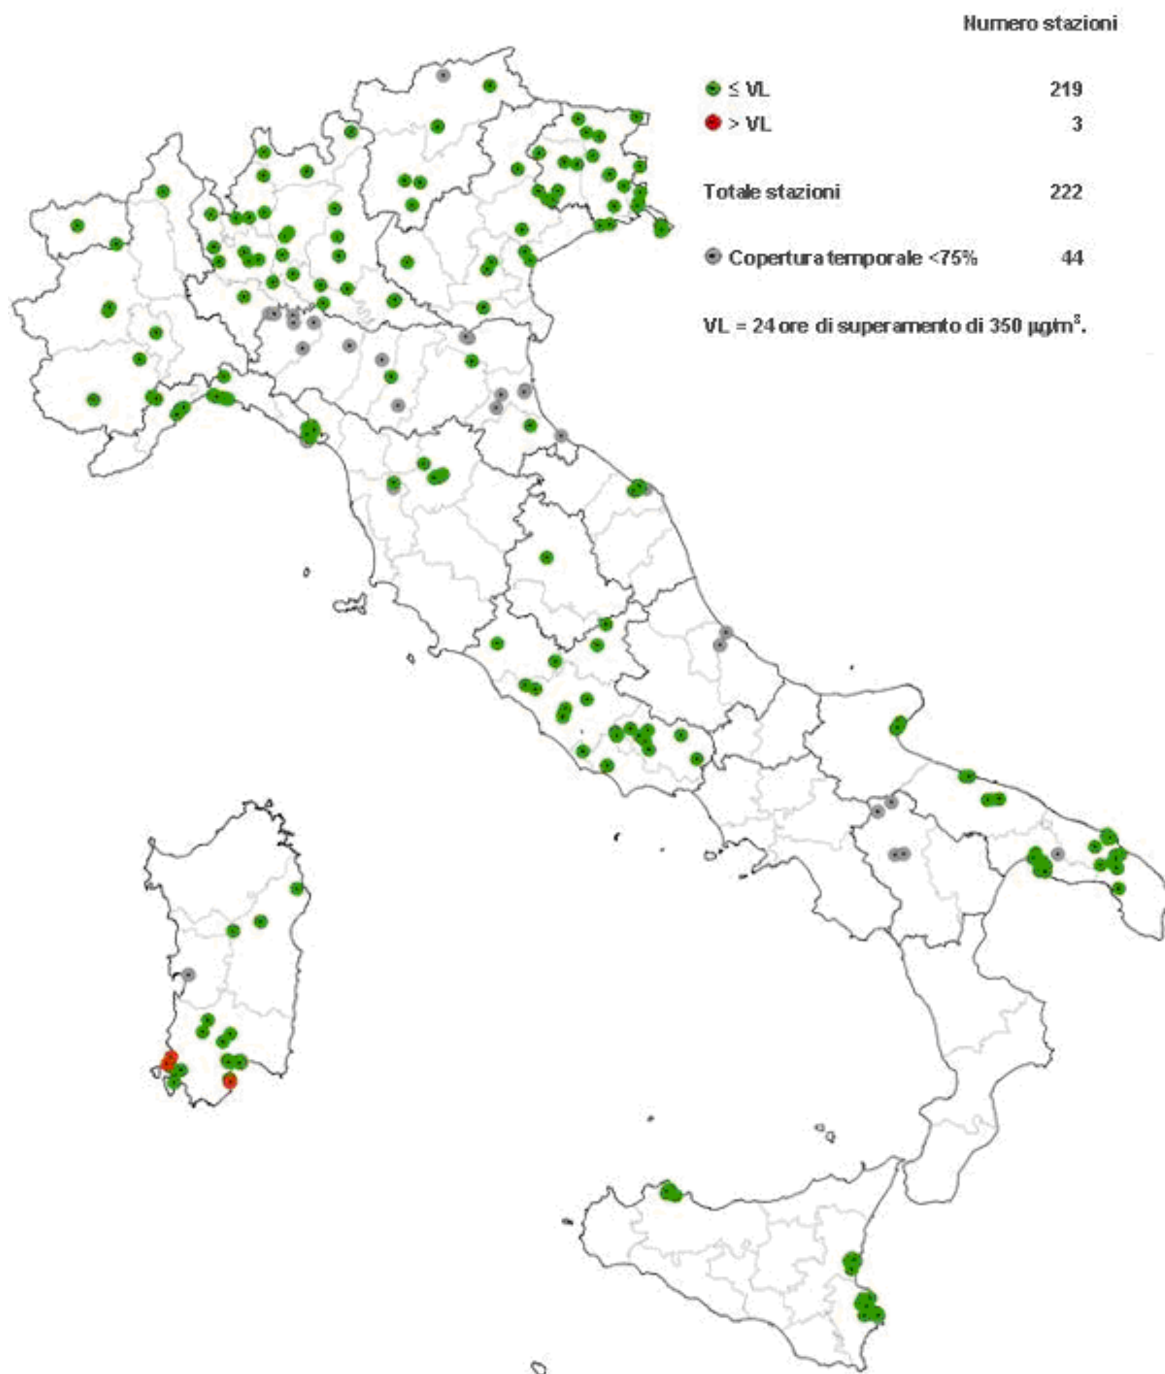 Numero stazioni
≤ VL 219
> VL 3
Totale stazioni 222
Copertura temporale <75% 44
VL = 24 ore di superamento di 350 µg/m³.